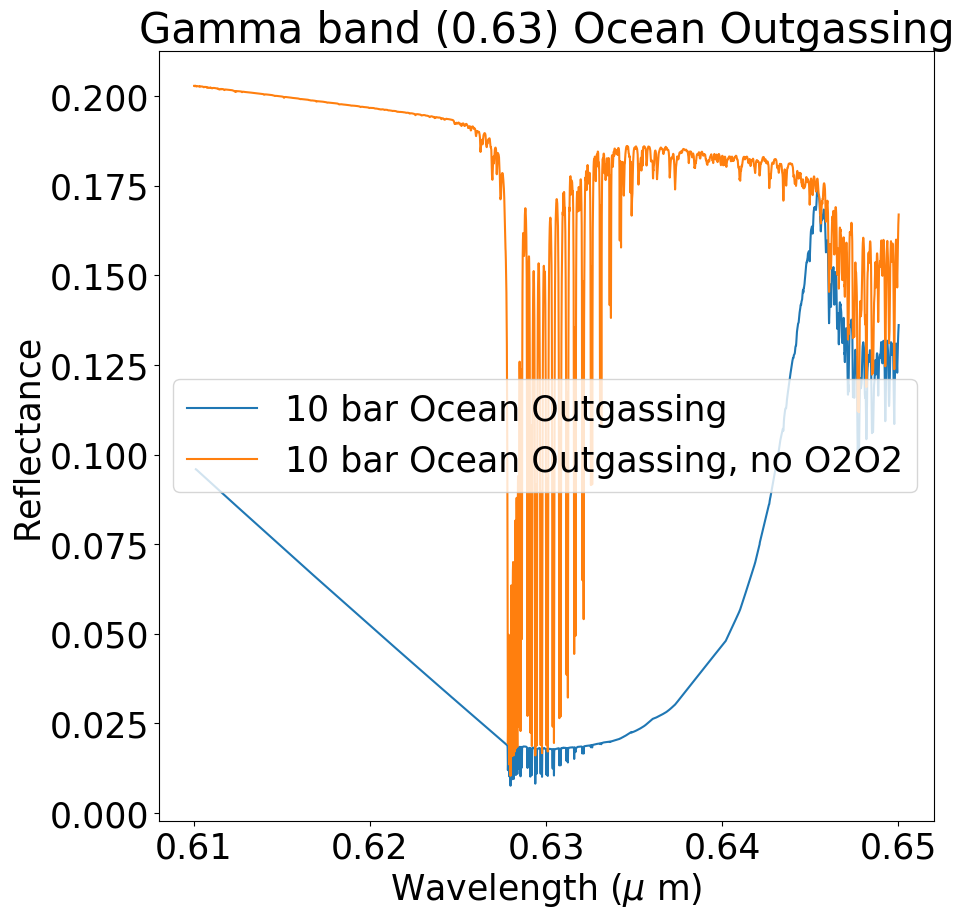 Gamma band (0.63) Ocean Outgassing
0.200
0.175
0.150
0.125
0.100
0.075
0.050
0.025
0.000
Reflectance
10 bar Ocean Outgassing
10 bar Ocean Outgassing, no O2O2
0.61 0.62 0.63 0.64 0.65
Wavelength (μ m)